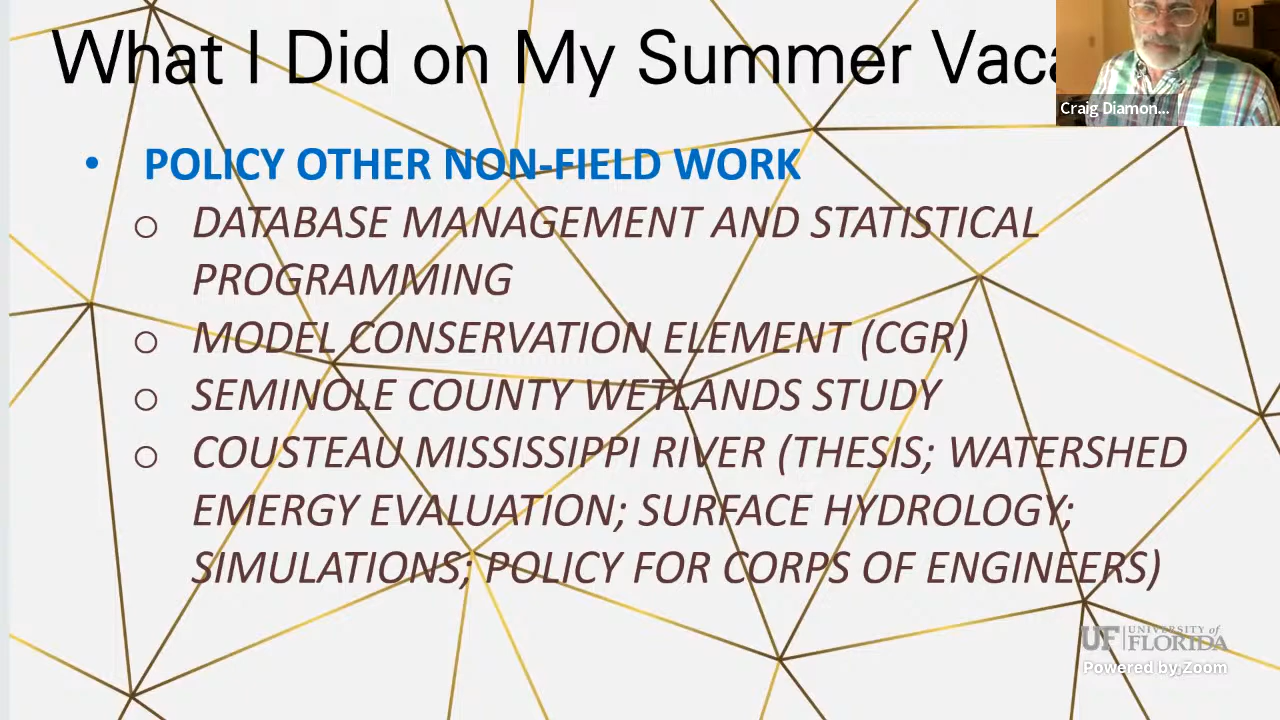 What I Did on My Summer Vaca
Craig Diamon...
• POLICY OTHER NON-FIELD WORK
o DATABASE MANAGEMENT AND STATISTICAL
PROGRAMMING
o MODEL CONSERVATION ELEMENT (CGR)
o SEMINOLE COUNTY WETLANDS STUDY
o COUSTEAU MISSISSIPPI RIVER (THESIS; WATERSHED
EMERGY EVALUATION; SURFACE HYDROLOGY;
SIMULATIONS; POLICY FOR CORPS OF ENGINEERS)
UF UNIVERSITY of
FLORIDA
Powered by Zoom